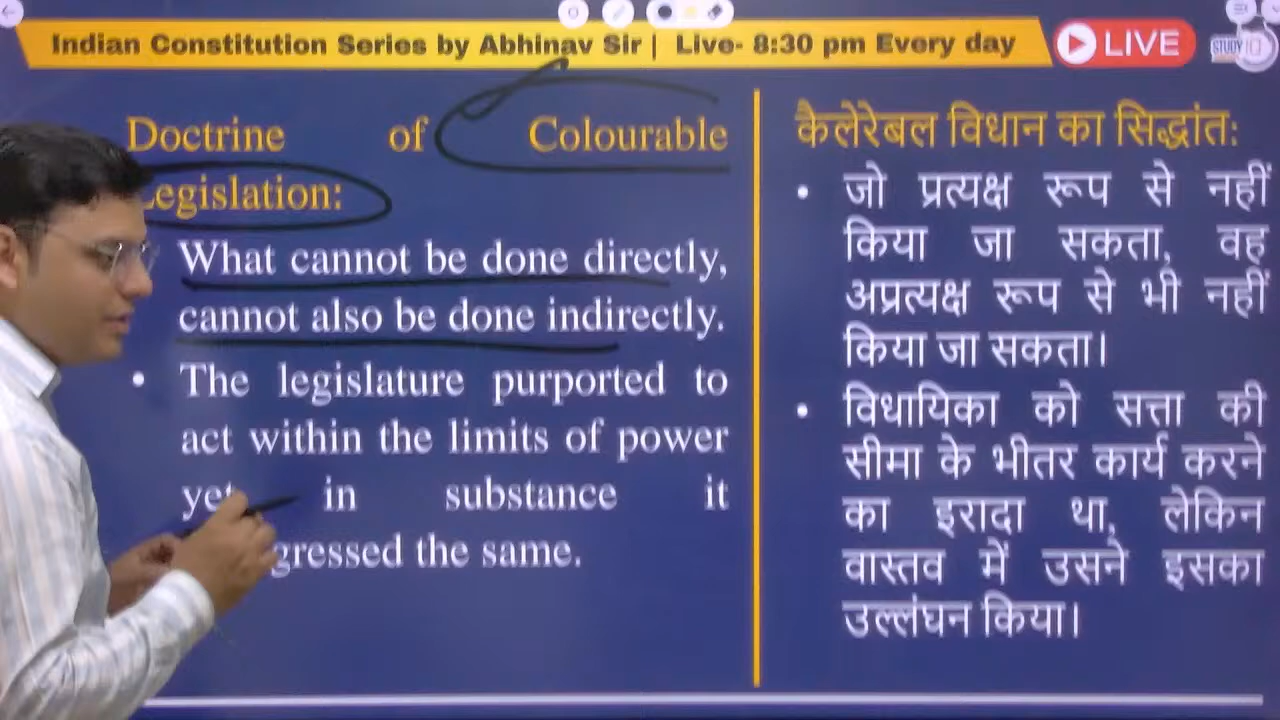 Indian Constitution Series by Abhinav Sir | Live- 8:30 pm Every day
LIVE
STUDY
Doctrine of Colourable
Legislation:
What cannot be done directly,
cannot also be done indirectly.
• The legislature purported to
act within the limits of power
yet in substance it
gressed the same.
कैलेरेबल विधान का सिद्धांत:
• जो प्रत्यक्ष रूप से नहीं
किया जा सकता, वह
अप्रत्यक्ष रूप से भी नहीं
किया जा सकता।
• विधायिका को सत्ता की
सीमा के भीतर कार्य करने
का इरादा था, लेकिन
वास्तव में उसने इसका
उल्लंघन किया।